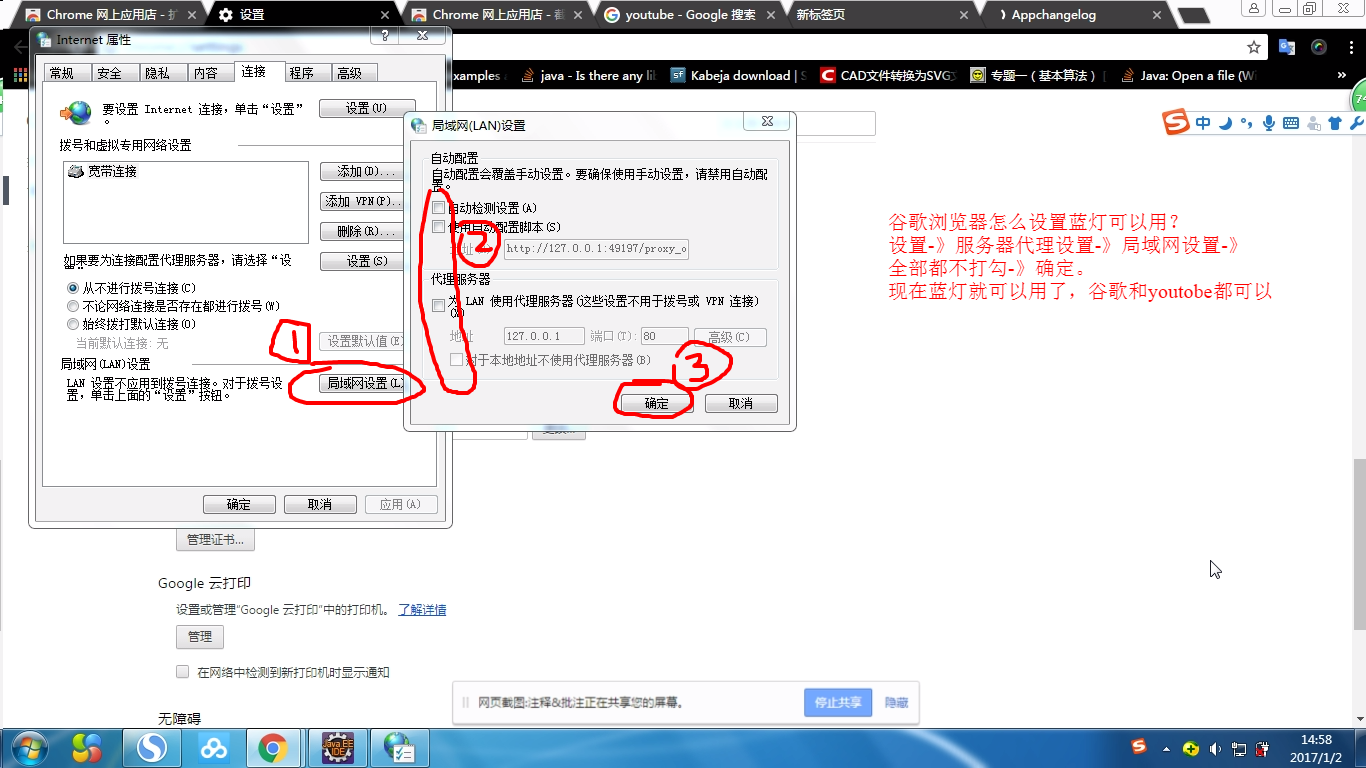 Chrome 网上应用店 - 扩
设置
Chrome 网上应用店 - 截
youtube - Google 搜索
新标签页
Appchangelog
Internet 属性
常规 安全 隐私 内容 连接 程序 高级
examples a
java - Is there any lib
Kabeja download | S
CAD文件转换为SVG文
专题一（基本算法）
Java: Open a file (Wi
要设置 Internet 连接，单击“设置”
。
设置(U)
拨号和虚拟专用网络设置
宽带连接
添加(D)...
添加 VPN(P)..
删除(R)...
如果要为连接配置代理服务器，请选择“设
置”。
设置(S)
从不进行拨号连接(C)
不论网络连接是否存在都进行拨号(W)
始终拨打默认连接(O)
当前默认连接: 无
设置默认值(E
1
局域网(LAN)设置
LAN 设置不应用到拨号连接。对于拨号设
置，单击上面的“设置”按钮。
局域网设置(L)
确定
取消
应用(A)
局域网(LAN)设置
自动配置
自动配置会覆盖手动设置。要确保使用手动设置，请禁用自动配
置。
自动检测设置(A)
使用自动配置脚本(S)
2
http://127.0.0.1:49197/proxy_o
代理服务器
为 LAN 使用代理服务器(这些设置不用于拨号或 VPN 连接)
(X)
地址
127.0.0.1
端口(T):
80
高级(C)
对于本地地址不使用代理服务器(B)
3
确定
取消
中
74
谷歌浏览器怎么设置蓝灯可以用？
设置-》服务器代理设置-》局域网设置-》
全部都不打勾-》确定。
现在蓝灯就可以用了，谷歌和youtobe都可以
管理证书...
Google 云打印
设置或管理"Google 云打印"中的打印机。 了解详情
管理
在网络中检测到新打印机时显示通知
无障碍
网页截图:注释&批注正在共享您的屏幕。
停止共享
隐藏
Java EE
IDE
14:58
2017/1/2